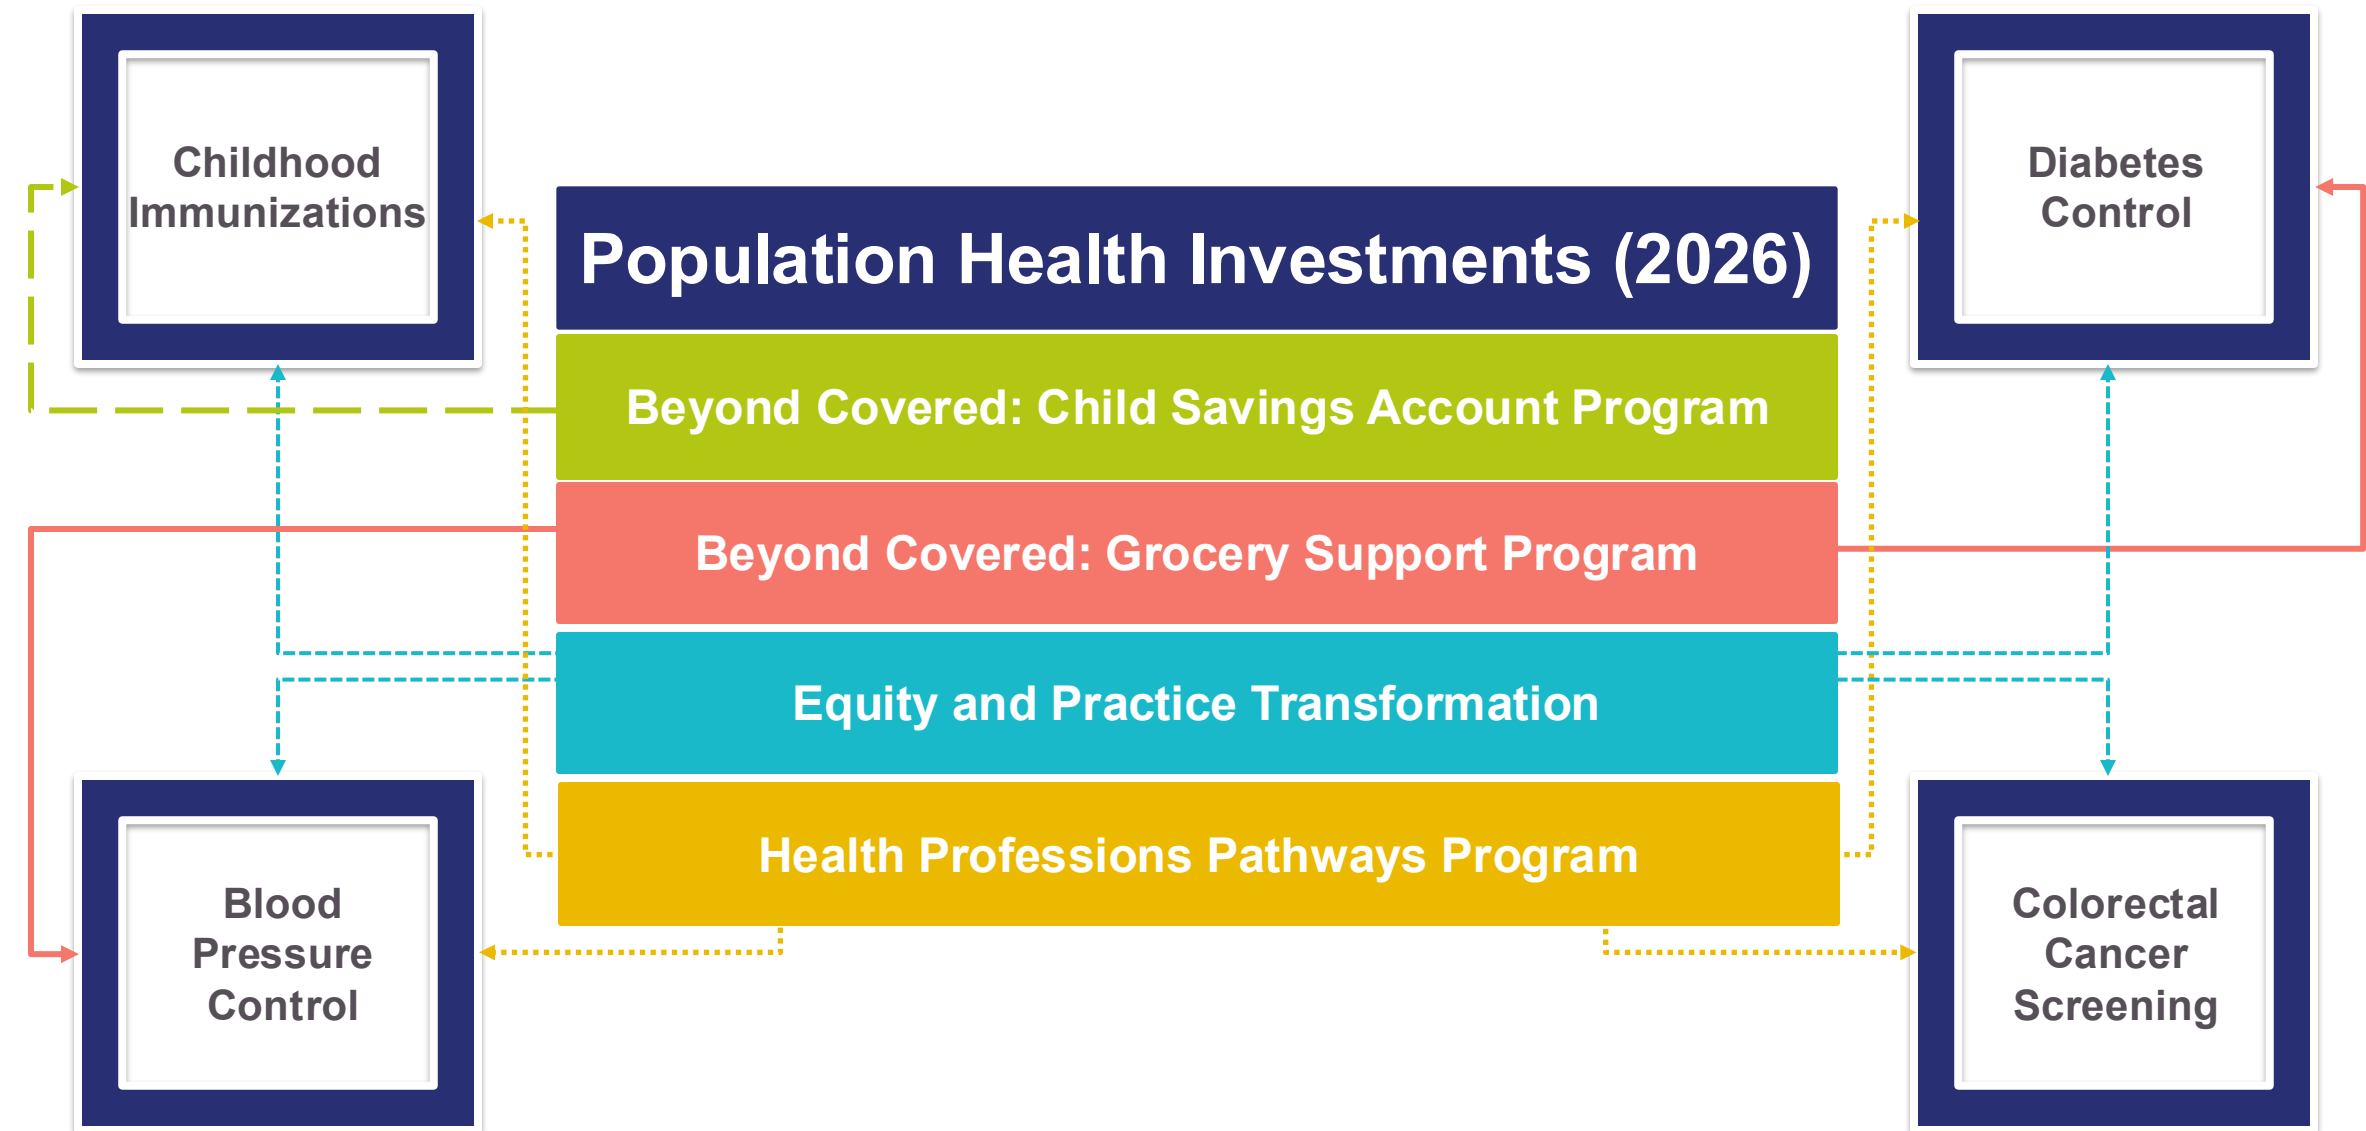 Childhood
Immunizations
Diabetes
Control
Population Health Investments (2026)
Beyond Covered: Child Savings Account Program
Beyond Covered: Grocery Support Program
Equity and Practice Transformation
Health Professions Pathways Program
Blood
Pressure
Control
Colorectal
Cancer
Screening